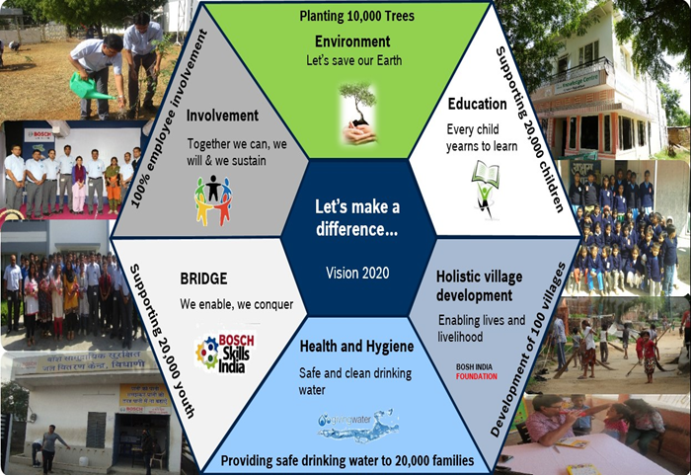 Planting 10,000 Trees
Environment
Let's save our Earth
100% employee involvement
Involvement
Together we can, we
will & we sustain
Education
Every child
yearns to learn
Supporting 20,000 children
Let's make a
difference...
Vision 2020
BRIDGE
We enable, we conquer
BOSCH
Skills
India
Supporting 20,000 youth
Holistic village
development
Enabling lives and
livelihood
BOSH INDIA
FOUNDATION
Development of 100 villages
Health and Hygiene
Safe and clean drinking
water
water
Providing safe drinking water to 20,000 families
BOSCH